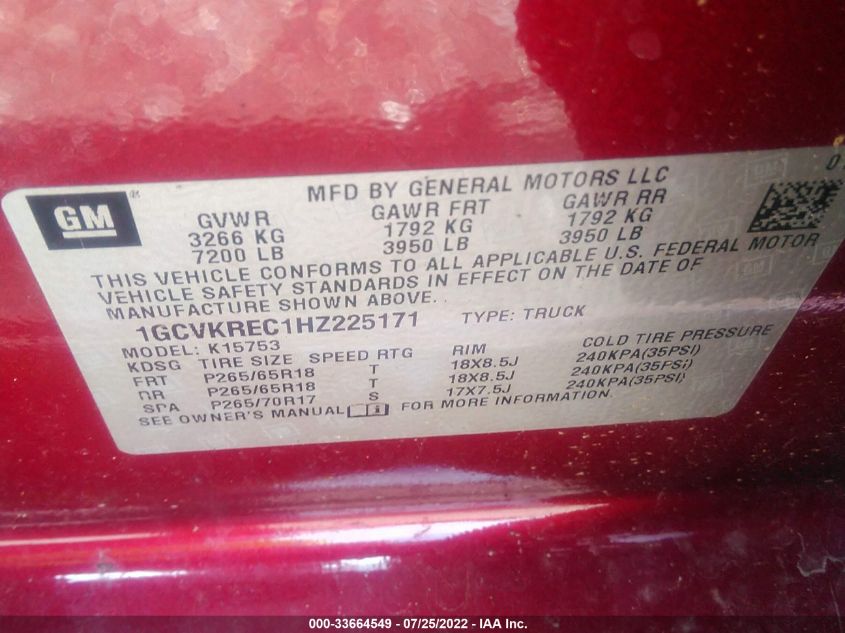 GM®
MFD BY GENERAL MOTORS LLC 0
GVWR GAWR FRT GAWR RR
3266 KG 1792 KG 1792 KG
7200 LB 3950 LB 3950 LB
THIS VEHICLE CONFORMS TO ALL APPLICABLE U.S. FEDERAL MOTOR
VEHICLE SAFETY STANDARDS IN EFFECT ON THE DATE OF
MANUFACTURE SHOWN ABOVE.
1GCVKREC1HZ225171 TYPE: TRUCK
MODEL: K15753
KDSG TIRE SIZE SPEED RTG RIM COLD TIRE PRESSURE
FRT P265/65R18 T 18X8.5J 240KPA(35PSI)
RR P265/65R18 T 18X8.5J 240KPA(35PSI)
SPA P265/70R17 S 17X7.5J 240KPA(35PSI)
SEE OWNER'S MANUAL FOR MORE INFORMATION.
000-33664549 - 07/25/2022 - IAA Inc.